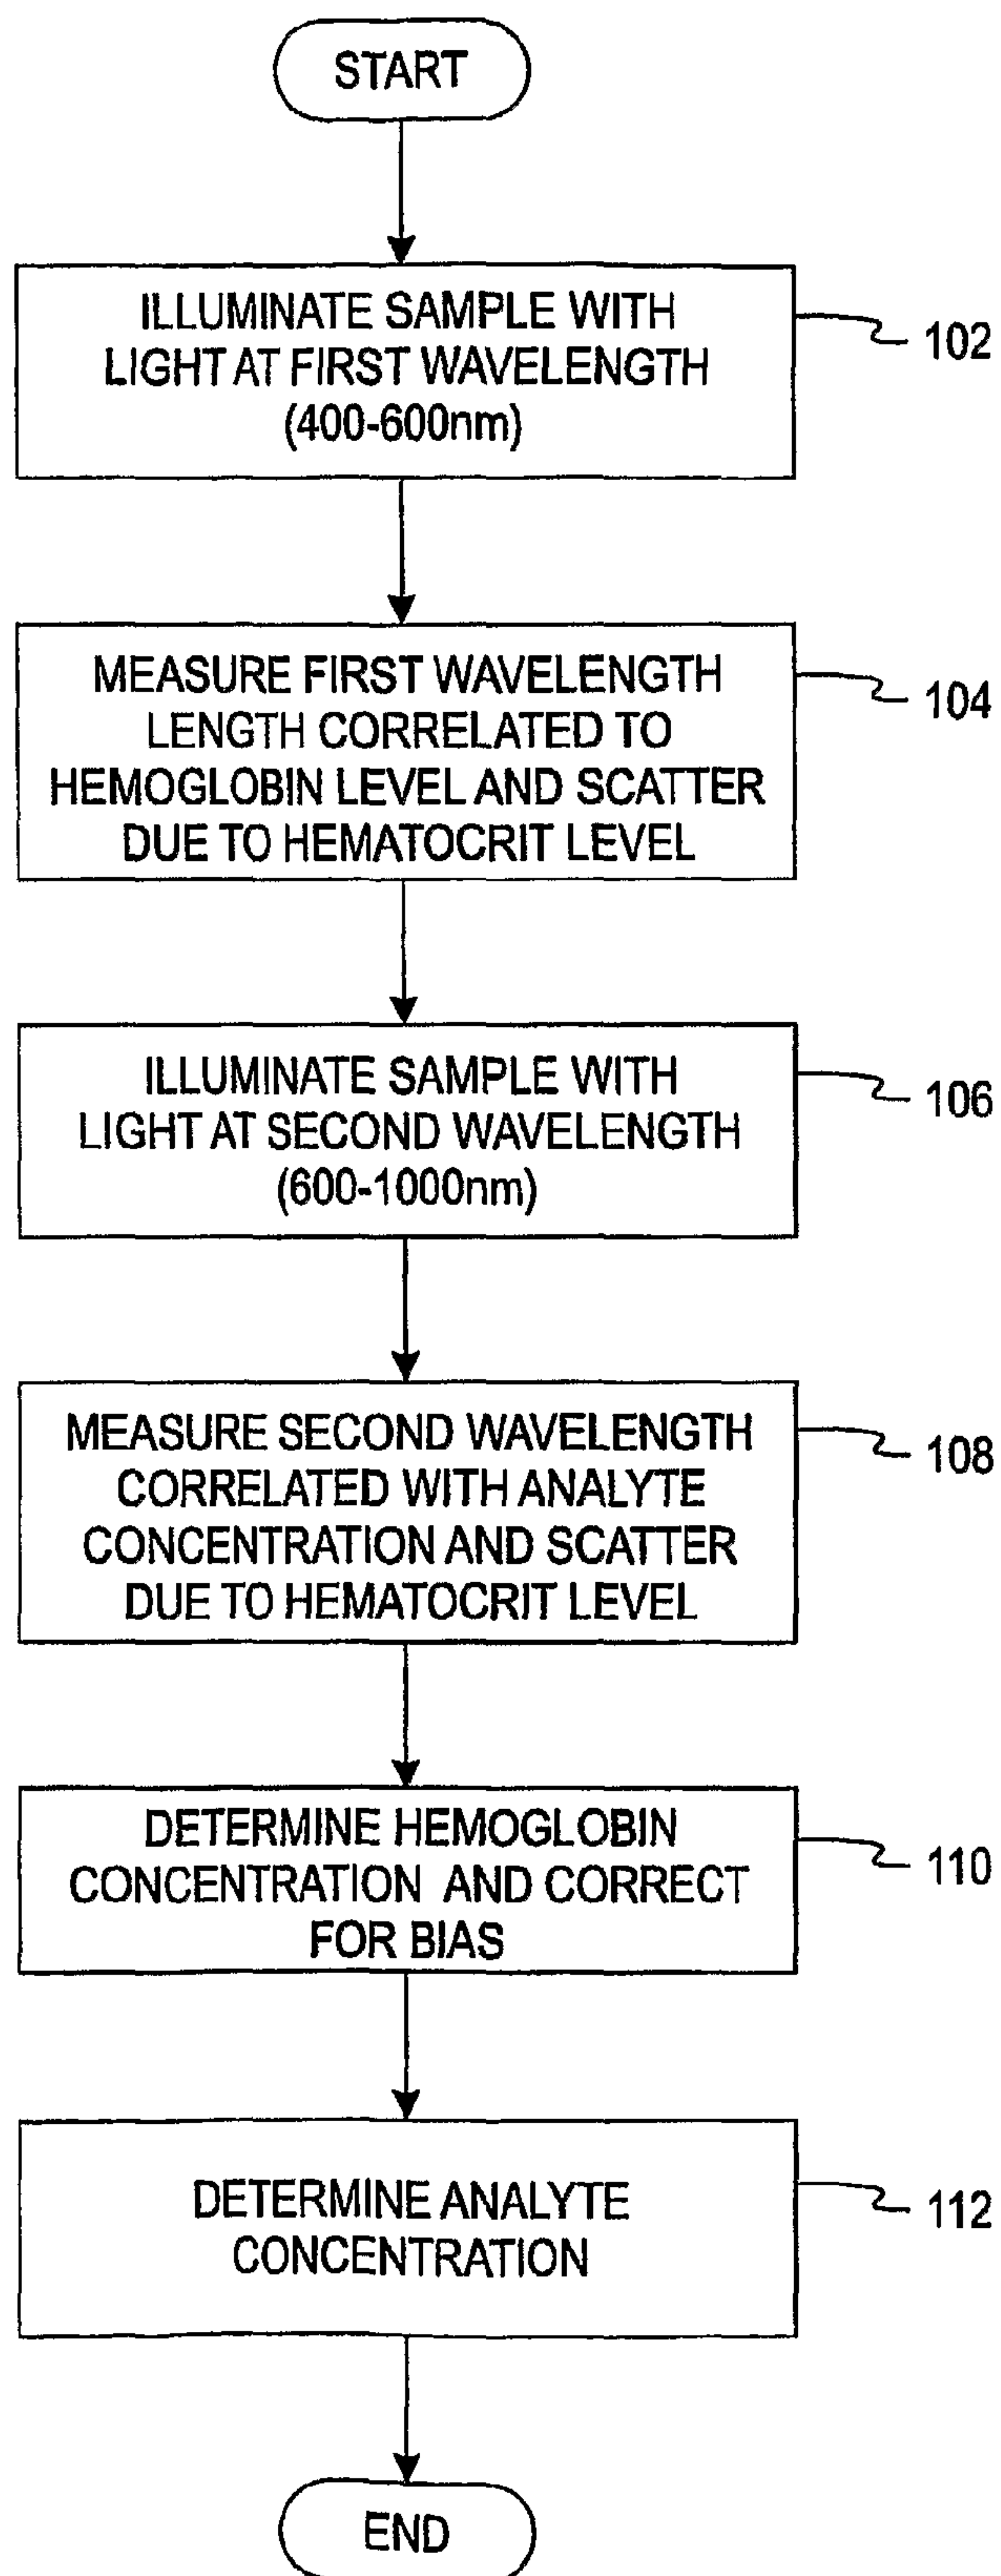 START
ILLUMINATE SAMPLE WITH
LIGHT AT FIRST WAVELENGTH
(400-600nm)
102
MEASURE FIRST WAVELENGTH
LENGTH CORRELATED TO
HEMOGLOBIN LEVEL AND SCATTER
DUE TO HEMATOCRIT LEVEL
104
ILLUMINATE SAMPLE WITH
LIGHT AT SECOND WAVELENGTH
(600-1000nm)
106
MEASURE SECOND WAVELENGTH
CORRELATED WITH ANALYTE
CONCENTRATION AND SCATTER
DUE TO HEMATOCRIT LEVEL
108
DETERMINE HEMOGLOBIN
CONCENTRATION AND CORRECT
FOR BIAS
110
DETERMINE ANALYTE
CONCENTRATION
112
END